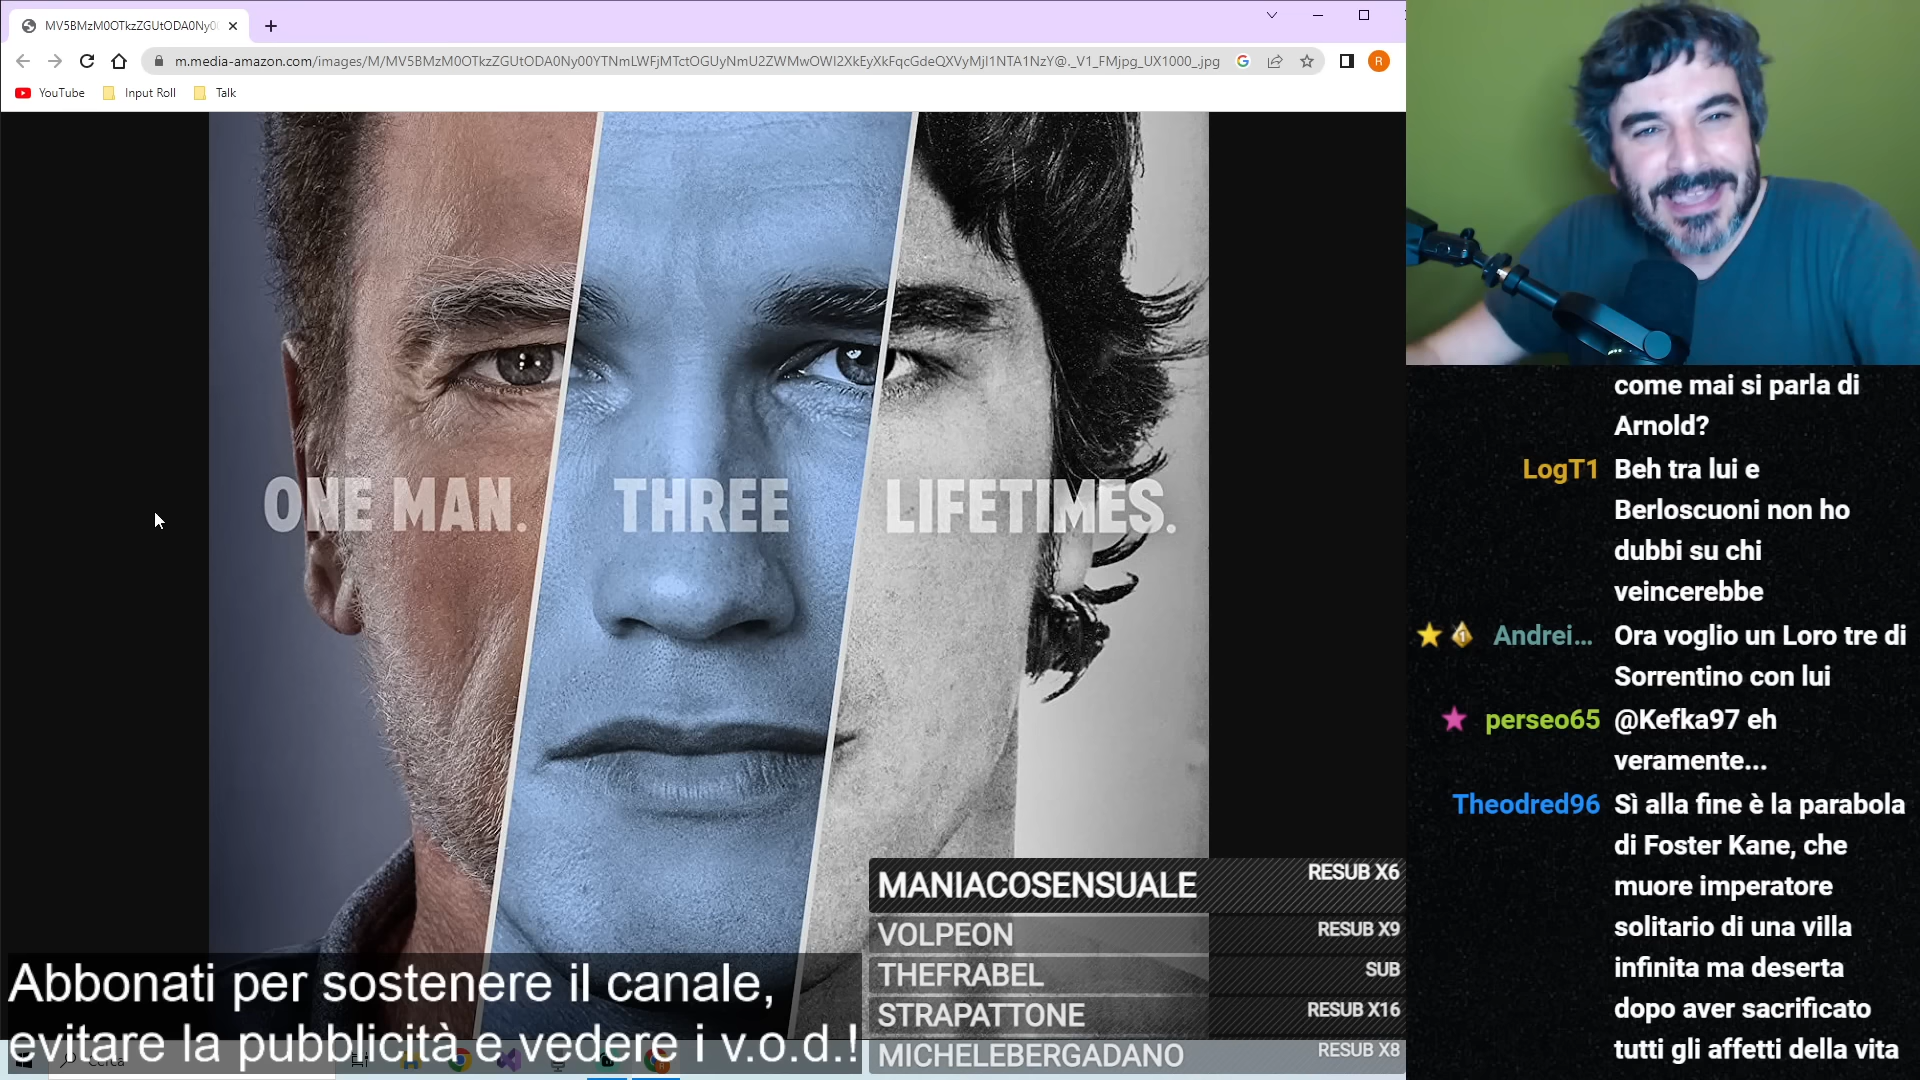 MV5BMzM0OTkzZGUtODA0Ny0
m.media-amazon.com/images/M/MV5BMzM0OTkzZGUtODA0Ny00YTNmLWFjMTctOGUyNmU2ZWMwOWI2XkEyXkFqcGdeQXVyMjI1NTA1NzY@._V1_FMjpg_UX1000_.jpg
R
YouTube
Input Roll
Talk
ONE MAN. THREE LIFETIMES.
come mai si parla di
Arnold?
LogT1 Beh tra lui e
Berloscuoni non ho
dubbi su chi
veincerebbe
Andrei... Ora voglio un Loro tre di
Sorrentino con lui
perseo65 @Kefka97 eh
veramente...
Theodred96 Sì alla fine è la parabola
di Foster Kane, che
muore imperatore
solitario di una villa
infinita ma deserta
dopo aver sacrificato
tutti gli affetti della vita
MANIACOSENSUALE RESUB X6
VOLPEON RESUB X9
THEFRABEL SUB
STRAPATTONE RESUB X16
MICHELEBERGADANO RESUB X8
Abbonati per sostenere il canale,
evitare la pubblicità e vedere i v.o.d.!
Cerca